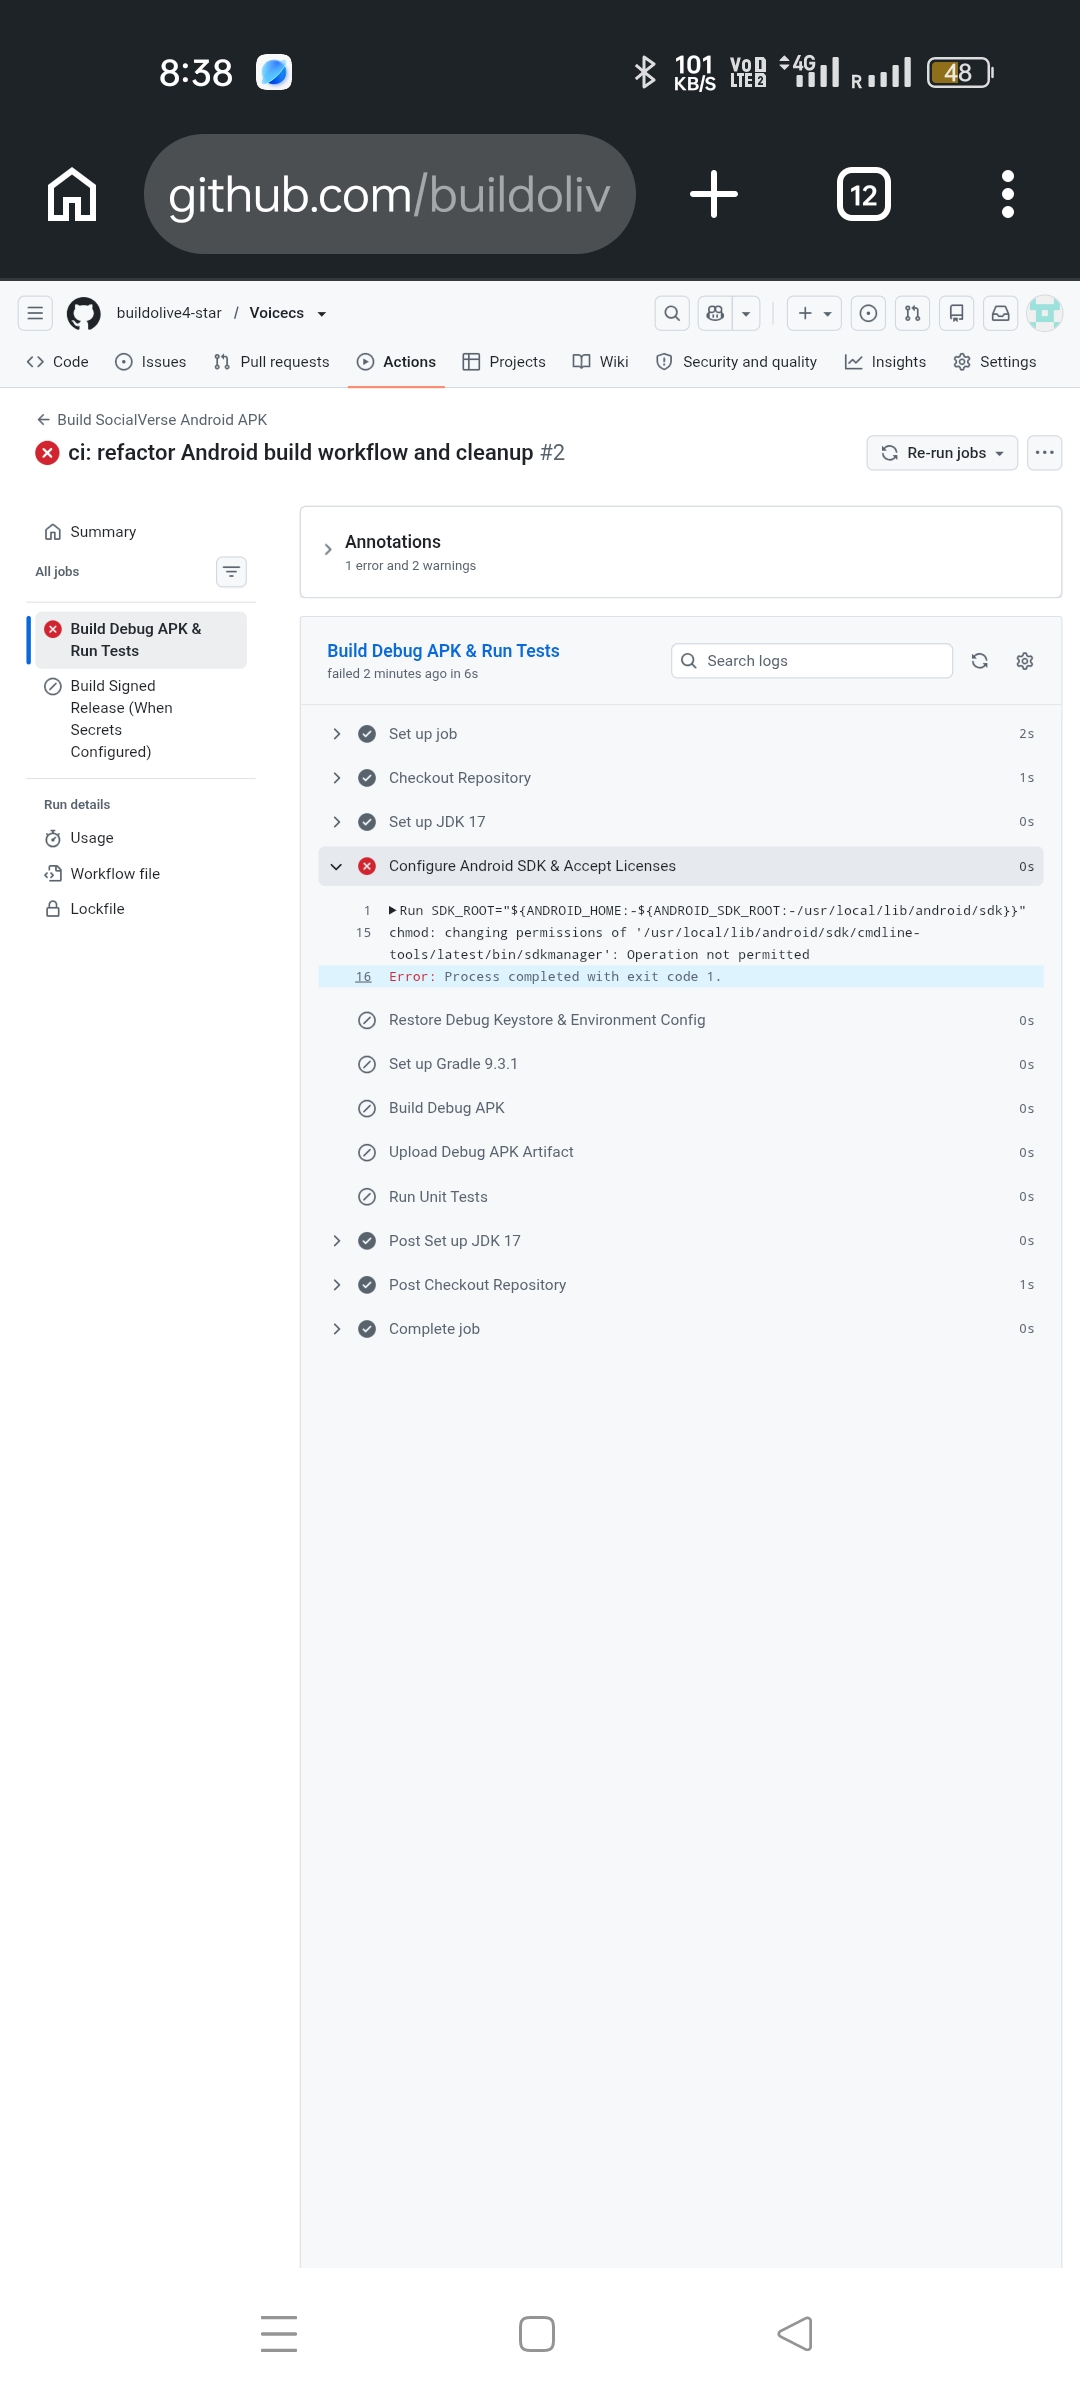 8:38
101
KB/S
Vo 1
LTE 2
4G
R
48
github.com/buildoliv
12
buildolive4-star / Voicecs
Code
Issues
Pull requests
Actions
Projects
Wiki
Security and quality
Insights
Settings
← Build SocialVerse Android APK
ci: refactor Android build workflow and cleanup #2
Re-run jobs
Summary
All jobs
Build Debug APK &
Run Tests
Build Signed
Release (When
Secrets
Configured)
Run details
Usage
Workflow file
Lockfile
Annotations
1 error and 2 warnings
Build Debug APK & Run Tests
failed 2 minutes ago in 6s
Search logs
Set up job 2s
Checkout Repository 1s
Set up JDK 17 0s
Configure Android SDK & Accept Licenses 0s
1 Run SDK_ROOT="${ANDROID_HOME:-${ANDROID_SDK_ROOT:-/usr/local/lib/android/sdk}}"
15 chmod: changing permissions of '/usr/local/lib/android/sdk/cmdline-
tools/latest/bin/sdkmanager': Operation not permitted
16 Error: Process completed with exit code 1.
Restore Debug Keystore & Environment Config 0s
Set up Gradle 9.3.1 0s
Build Debug APK 0s
Upload Debug APK Artifact 0s
Run Unit Tests 0s
Post Set up JDK 17 0s
Post Checkout Repository 1s
Complete job 0s